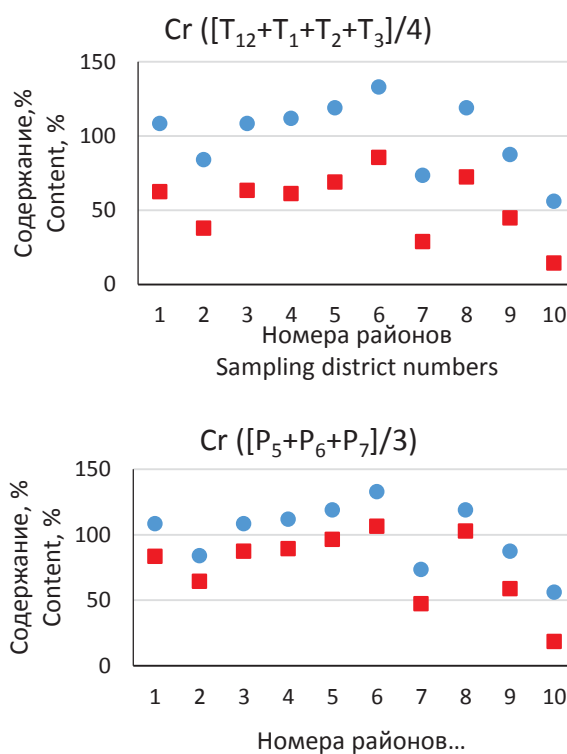 Cr ([T₁₂+T₁+T₂+T₃]/4)
Содержание,%
Content, %
150
100
50
0
1 2 3 4 5 6 7 8 9 10
Номера районов
Sampling district numbers
Cr ([P₅+P₆+P₇]/3)
Содержание, %
Content, %
150
100
50
0
1 2 3 4 5 6 7 8 9 10
Номера районов...